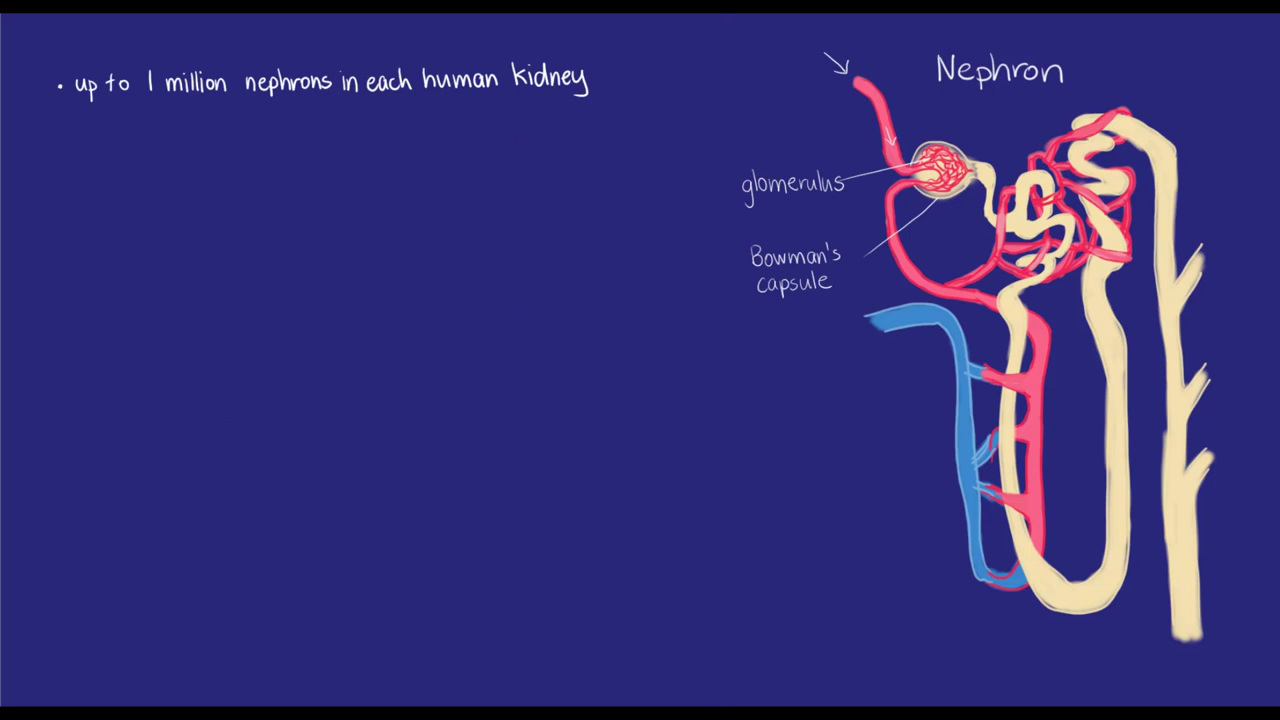 · up to 1 million nephrons in each human kidney
Nephron
glomerulus
Bowman's
capsule